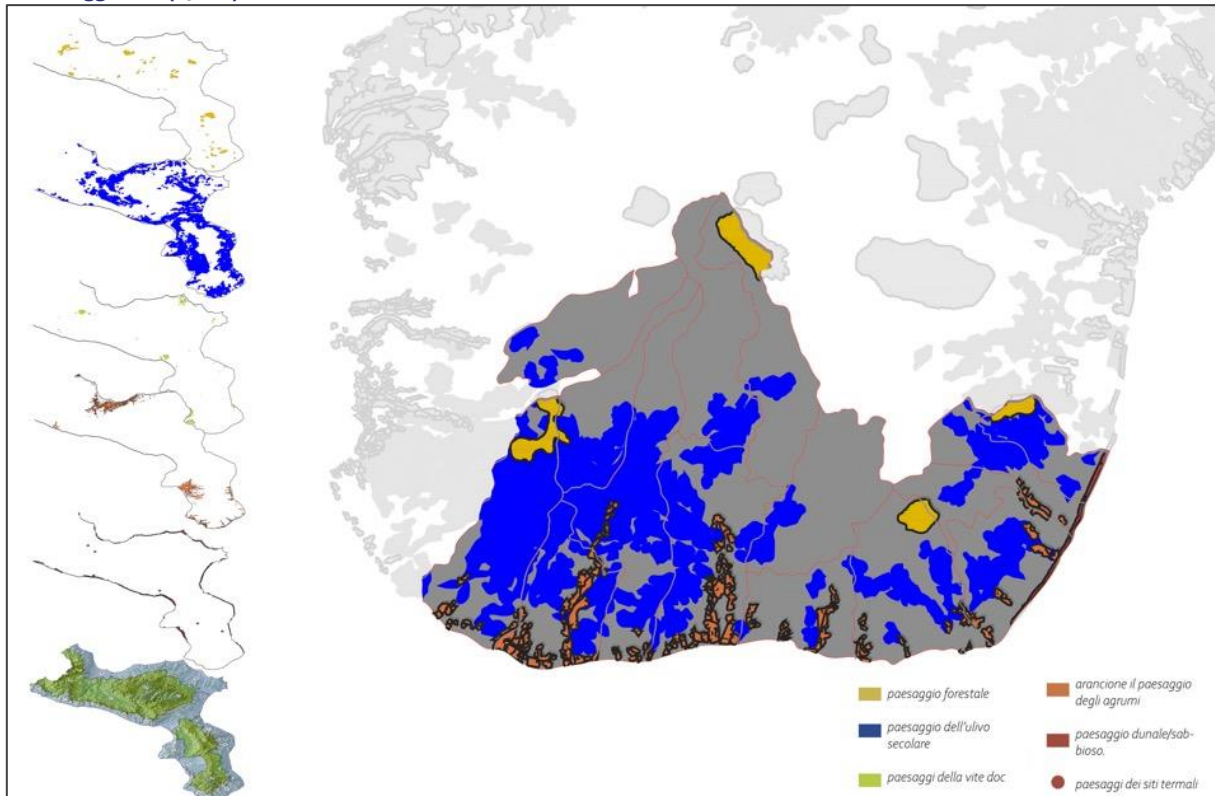 paesaggio forestale
paesaggio dell'ulivo
secolare
paesaggi della vite doc
arancione il paesaggio
degli agrumi
paesaggio dunale/sab-
bioso.
paesaggi dei siti termali